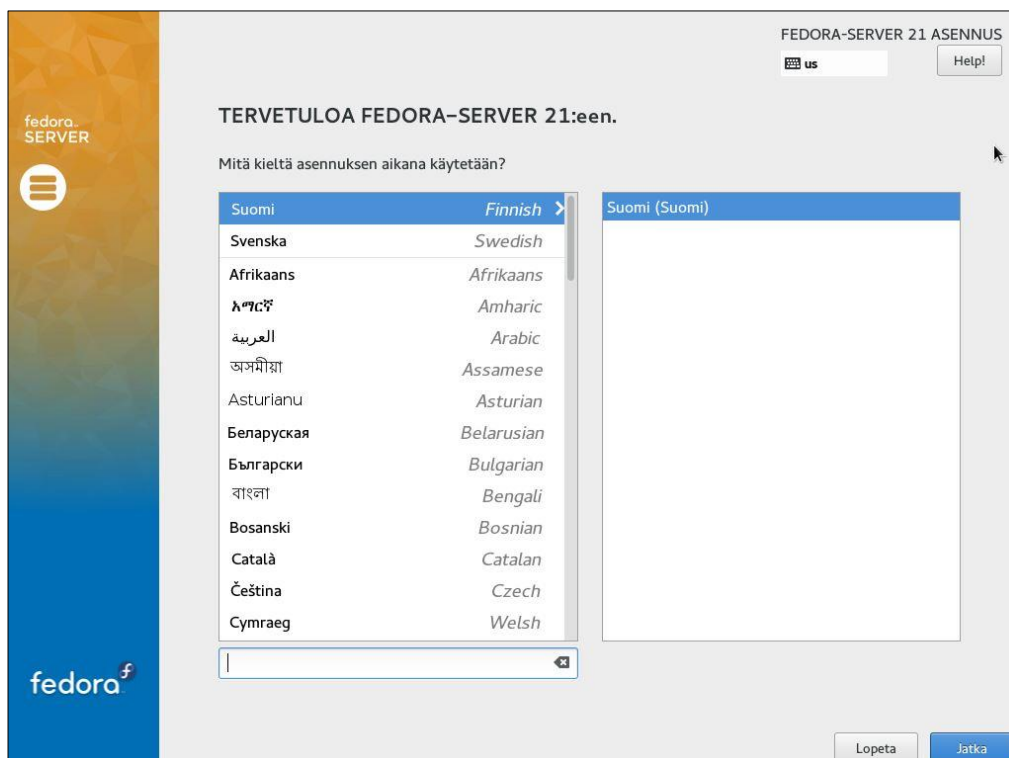 FEDORA-SERVER 21 ASENNUS
us
Help!
fedora
SERVER
TERVETULOA FEDORA-SERVER 21:een.
Mitä kieltä asennuksen aikana käytetään?
Suomi Finnish
Svenska Swedish
Afrikaans Afrikaans
አማርኛ Amharic
العربية Arabic
অসমীয়া Assamese
Asturianu Asturian
Беларуская Belarusian
Български Bulgarian
বাংলা Bengali
Bosanski Bosnian
Català Catalan
Čeština Czech
Cymraeg Welsh
Suomi (Suomi)
fedora
Lopeta
Jatka